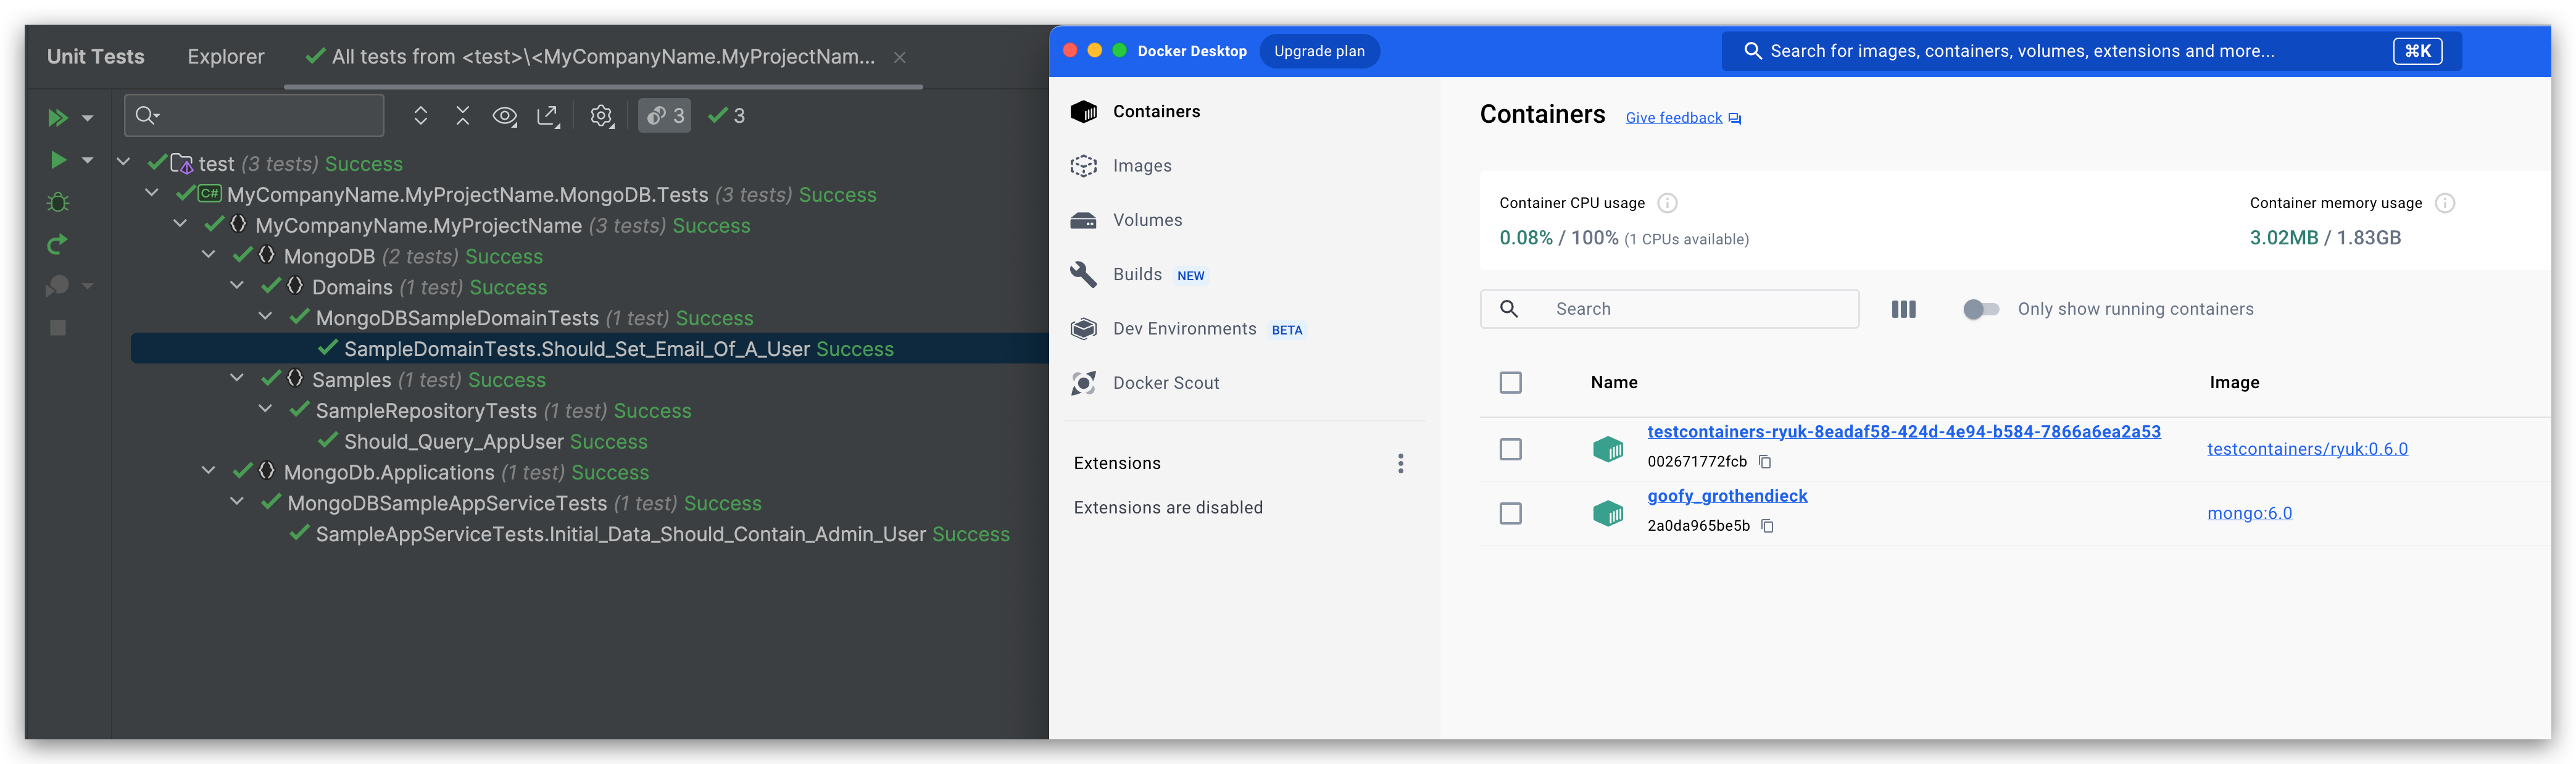 Unit Tests
Explorer
All tests from <test>\<MyCompanyName.MyProjectNam...
3
3
test (3 tests) Success
C#
MyCompanyName.MyProjectName.MongoDB.Tests (3 tests) Success
MyCompanyName.MyProjectName (3 tests) Success
MongoDB (2 tests) Success
Domains (1 test) Success
MongoDBSampleDomainTests (1 test) Success
SampleDomainTests.Should_Set_Email_Of_A_User Success
Samples (1 test) Success
SampleRepositoryTests (1 test) Success
Should_Query_AppUser Success
MongoDb.Applications (1 test) Success
MongoDBSampleAppServiceTests (1 test) Success
SampleAppServiceTests.Initial_Data_Should_Contain_Admin_User Success
Docker Desktop
Upgrade plan
Search for images, containers, volumes, extensions and more...
⌘K
Containers
Images
Volumes
Builds NEW
Dev Environments BETA
Docker Scout
Extensions
Extensions are disabled
Containers
Give feedback
Container CPU usage
0.08% / 100% (1 CPUs available)
Container memory usage
3.02MB / 1.83GB
Search
Only show running containers
Name
Image
testcontainers-ryuk-8eadaf58-424d-4e94-b584-7866a6ea2a53
002671772fcb
testcontainers/ryuk:0.6.0
goofy_grothendieck
2a0da965be5b
mongo:6.0